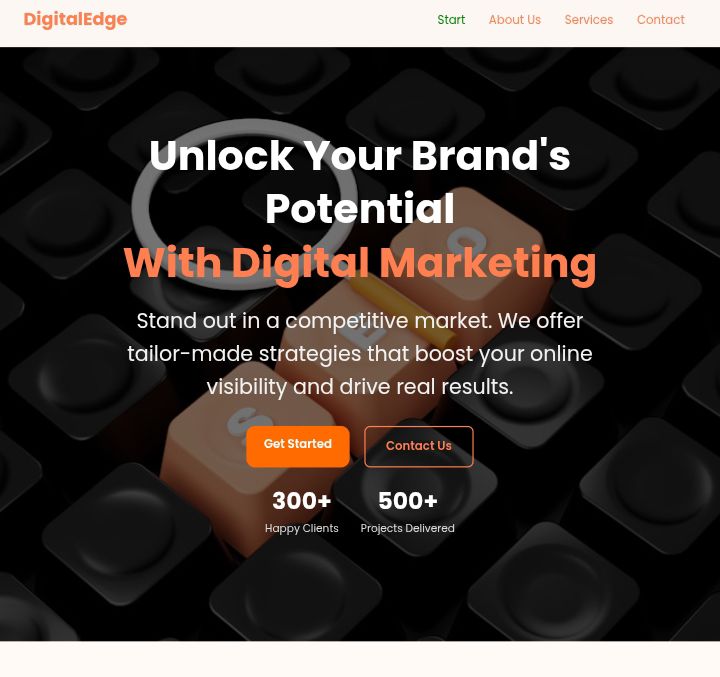 DigitalEdge
Start About Us Services Contact
Unlock Your Brand's
Potential
With Digital Marketing
Stand out in a competitive market. We offer
tailor-made strategies that boost your online
visibility and drive real results.
Get Started Contact Us
300+ 500+
Happy Clients Projects Delivered